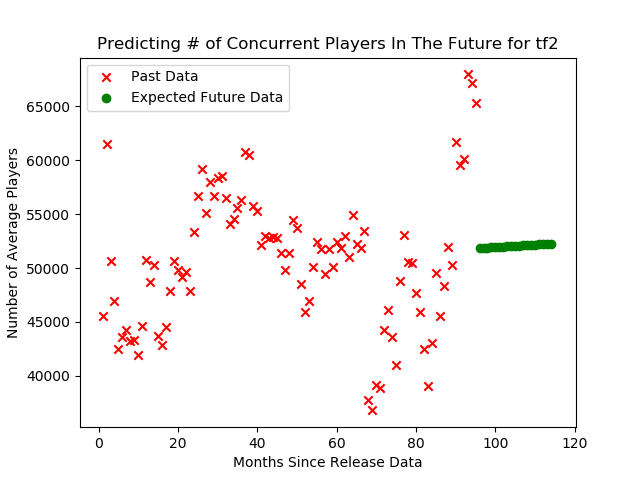 Predicting # of Concurrent Players In The Future for tf2
Past Data
Expected Future Data
Number of Average Players
65000
60000
55000
50000
45000
40000
0 20 40 60 80 100 120
Months Since Release Data